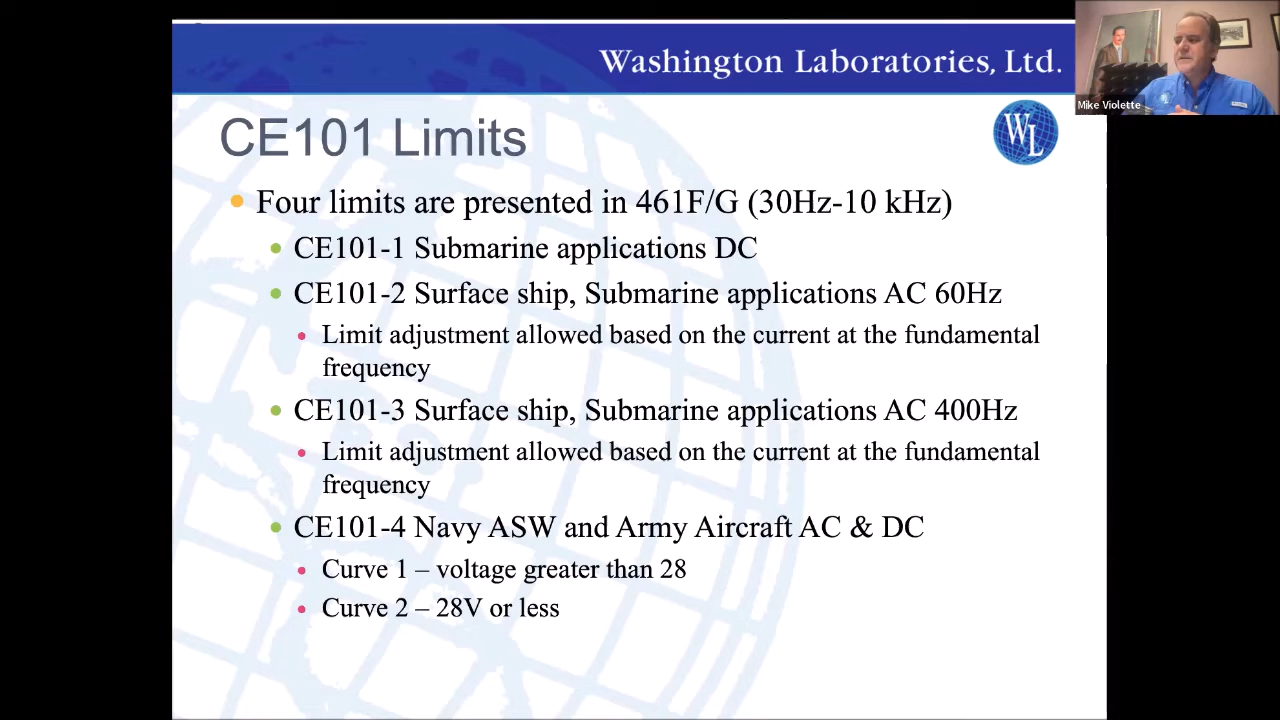 Washington Laboratories, Ltd.
Mike Violette
CE101 Limits
WL
Four limits are presented in 461F/G (30Hz-10 kHz)
CE101-1 Submarine applications DC
CE101-2 Surface ship, Submarine applications AC 60Hz
Limit adjustment allowed based on the current at the fundamental
frequency
CE101-3 Surface ship, Submarine applications AC 400Hz
Limit adjustment allowed based on the current at the fundamental
frequency
CE101-4 Navy ASW and Army Aircraft AC & DC
Curve 1 – voltage greater than 28
Curve 2 – 28V or less